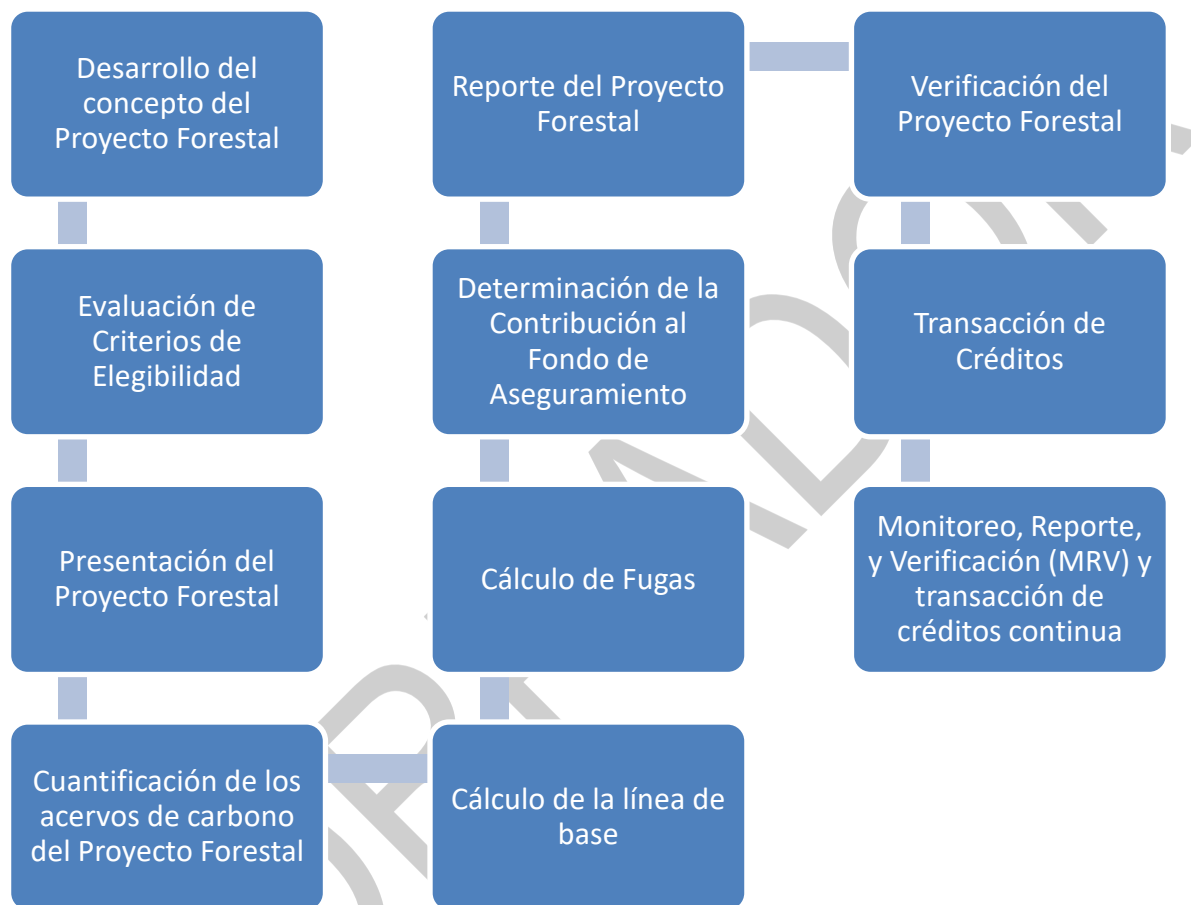 Desarrollo del
concepto del
Proyecto Forestal
Evaluación de
Criterios de
Elegibilidad
Presentación del
Proyecto Forestal
Cuantificación de los
acervos de carbono
del Proyecto Forestal
Cálculo de la línea de
base
Cálculo de Fugas
Determinación de la
Contribución al
Fondo de
Aseguramiento
Reporte del Proyecto
Forestal
Verificación del
Proyecto Forestal
Transacción de
Créditos
Monitoreo, Reporte,
y Verificación (MRV) y
transacción de
créditos continua